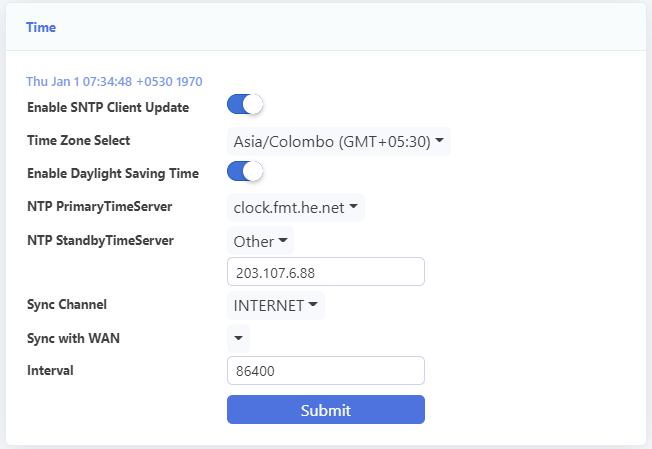 Time
Thu Jan 1 07:34:48 +0530 1970
Enable SNTP Client Update
Time Zone Select Asia/Colombo (GMT+05:30)
Enable Daylight Saving Time
NTP PrimaryTimeServer clock.fmt.he.net
NTP StandbyTimeServer Other
203.107.6.88
Sync Channel INTERNET
Sync with WAN
Interval 86400
Submit